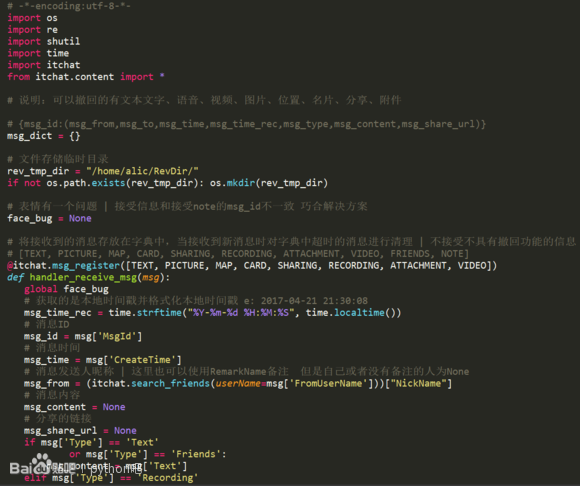 # -*-encoding:utf-8-*-
import os
import re
import shutil
import time
import itchat
from itchat.content import *

# 说明：可以撤回的有文本文字、语音、视频、图片、位置、名片、分享、附件

# {msg_id:(msg_from,msg_to,msg_time,msg_time_rec,msg_type,msg_content,msg_share_url)}
msg_dict = {}

# 文件存储临时目录
rev_tmp_dir = "/home/alic/RevDir/"
if not os.path.exists(rev_tmp_dir): os.mkdir(rev_tmp_dir)

# 表情有一个问题 | 接受信息和接受note的msg_id不一致 巧合解决方案
face_bug = None

# 将接收到的消息存放在字典中，当接收到新消息时对字典中超时的消息进行清理 | 不接受不具有撤回功能的信息
# [TEXT, PICTURE, MAP, CARD, SHARING, RECORDING, ATTACHMENT, VIDEO, FRIENDS, NOTE]
@itchat.msg_register([TEXT, PICTURE, MAP, CARD, SHARING, RECORDING, ATTACHMENT, VIDEO])
def handler_receive_msg(msg):
    global face_bug
    # 获取的是本地时间戳并格式化本地时间戳 e: 2017-04-21 21:30:08
    msg_time_rec = time.strftime("%Y-%m-%d %H:%M:%S", time.localtime())
    # 消息ID
    msg_id = msg['MsgId']
    # 消息时间
    msg_time = msg['CreateTime']
    # 消息发送人昵称 | 这里也可以使用RemarkName备注　但是自己或者没有备注的人为None
    msg_from = (itchat.search_friends(userName=msg['FromUserName']))["NickName"]
    # 消息内容
    msg_content = None
    # 分享的链接
    msg_share_url = None
    if msg['Type'] == 'Text' \
            or msg['Type'] == 'Friends':
        msg_content = msg['Text']
    elif msg['Type'] == 'Recording'